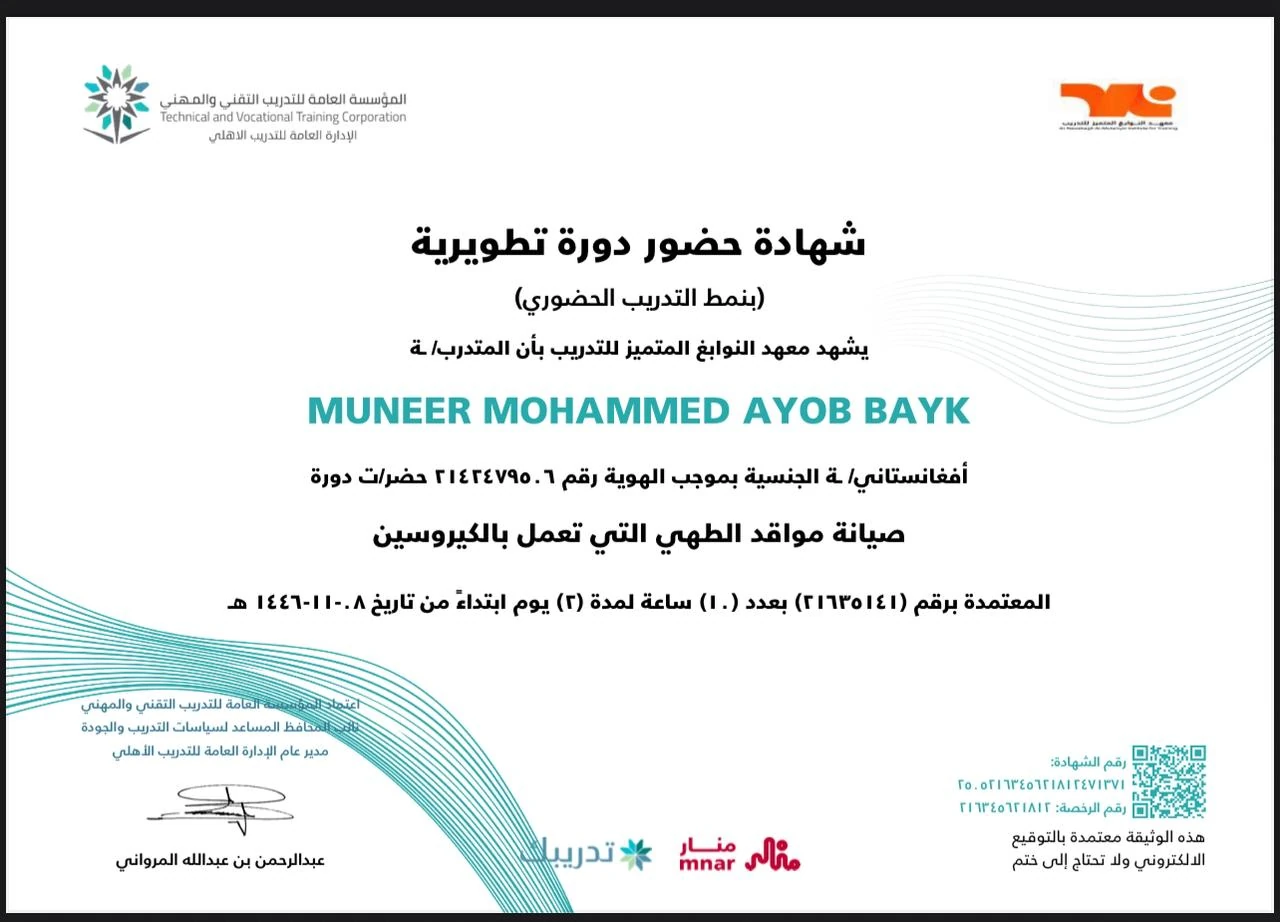 المؤسسة العامة للتدريب التقني والمهني
Technical and Vocational Training Corporation
الإدارة العامة للتدريب الاهلي
معهد النوابغ المتميز للتدريب
شهادة حضور دورة تطويرية
(بنمط التدريب الحضوري)
يشهد معهد النوابغ المتميز للتدريب بأن المتدرب/ ـة
MUNEER MOHAMMED AYOB BAYK
أفغانستاني/ ـة الجنسية بموجب الهوية رقم ٢١٤٢٤٧٩٥٠٦ حضر/ت دورة
صيانة مواقد الطهي التي تعمل بالكيروسين
المعتمدة برقم (٢١٦٣٥١٤١) بعدد (١٠) ساعة لمدة (٢) يوم ابتداءً من تاريخ ٠٨-١١-١٤٤٦ هـ
اعتماد المؤسسة العامة للتدريب التقني والمهني
نائب المحافظ المساعد لسياسات التدريب والجودة
مدير عام الإدارة العامة للتدريب الأهلي
عبدالرحمن بن عبدالله المرواني
تدريبك
منار
mnar
رقم الشهادة:
٢٥٠٥٢١٦٣٤٥٦٢١٨١٢٤٧١٣٧١
رقم الرخصة: ٢١٦٣٤٥٦٢١٨١٢
هذه الوثيقة معتمدة بالتوقيع
الالكتروني ولا تحتاج إلى ختم